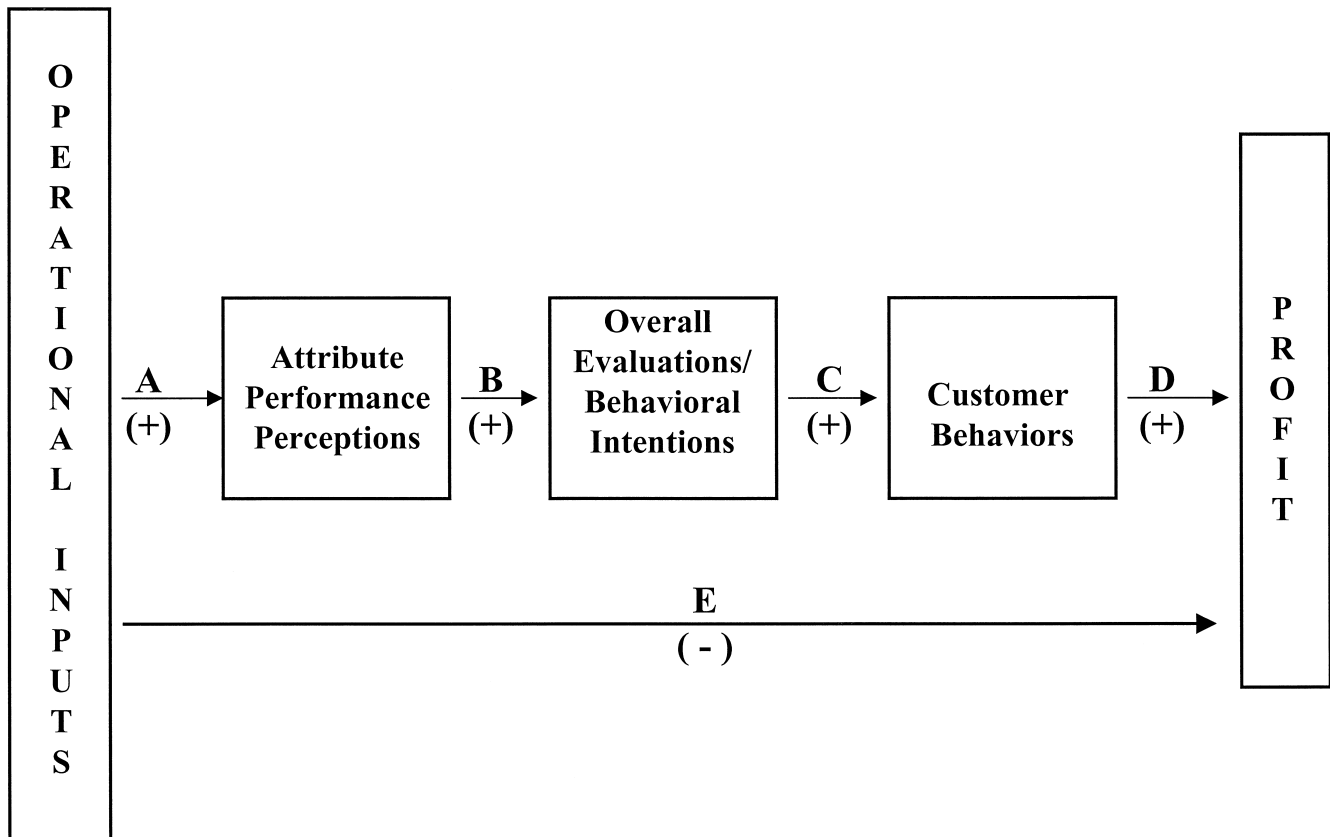 OPERATIONAL INPUTS
A
(+)
Attribute
Performance
Perceptions
B
(+)
Overall
Evaluations/
Behavioral
Intentions
C
(+)
Customer
Behaviors
D
(+)
PROFIT
E
( - )